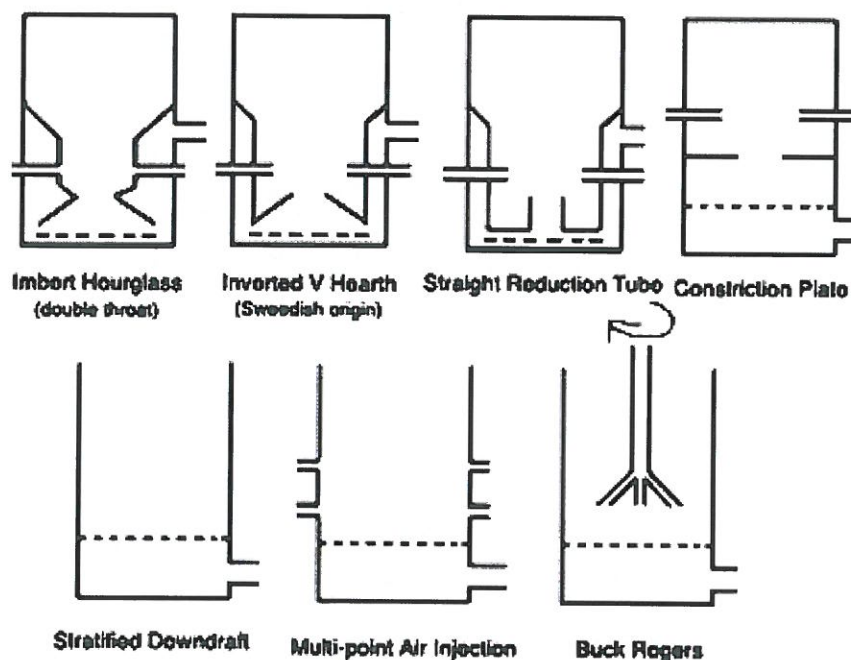 Imbert Hourglass
(double throat)
Inverted V Hearth
(Sweedish origin)
Straight Reduction Tube
Constriction Plate
Stratified Downdraft
Multi-point Air Injection
Buck Rogers